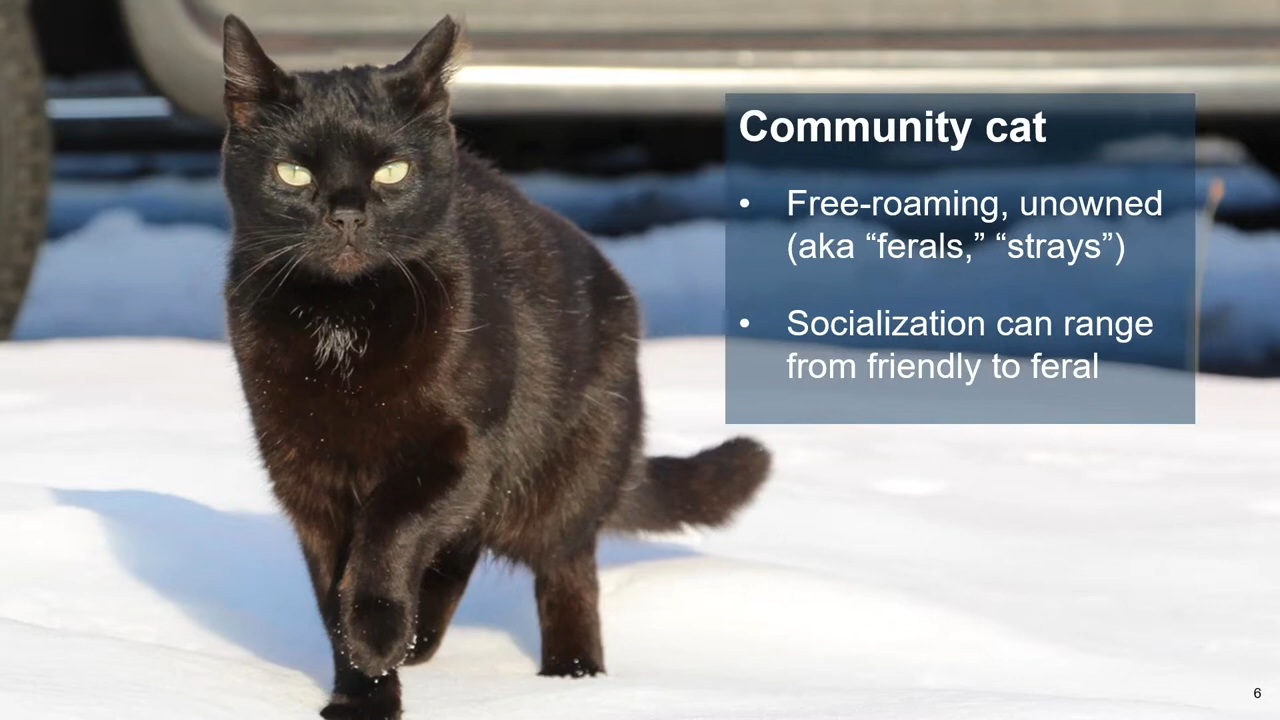 Community cat
• Free-roaming, unowned
(aka “ferals,” “strays”)
• Socialization can range
from friendly to feral
6